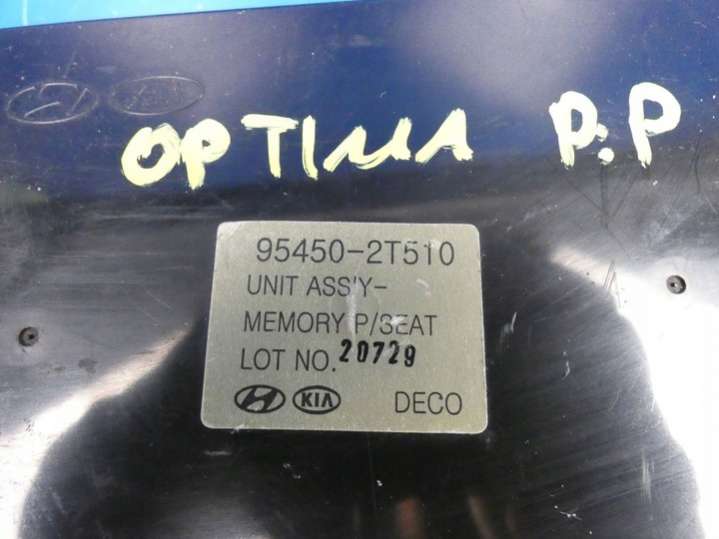 OPTIMA P.P
95450-2T510
UNIT ASS'Y-
MEMORY P/SEAT
LOT NO. 20729
KIA DECO